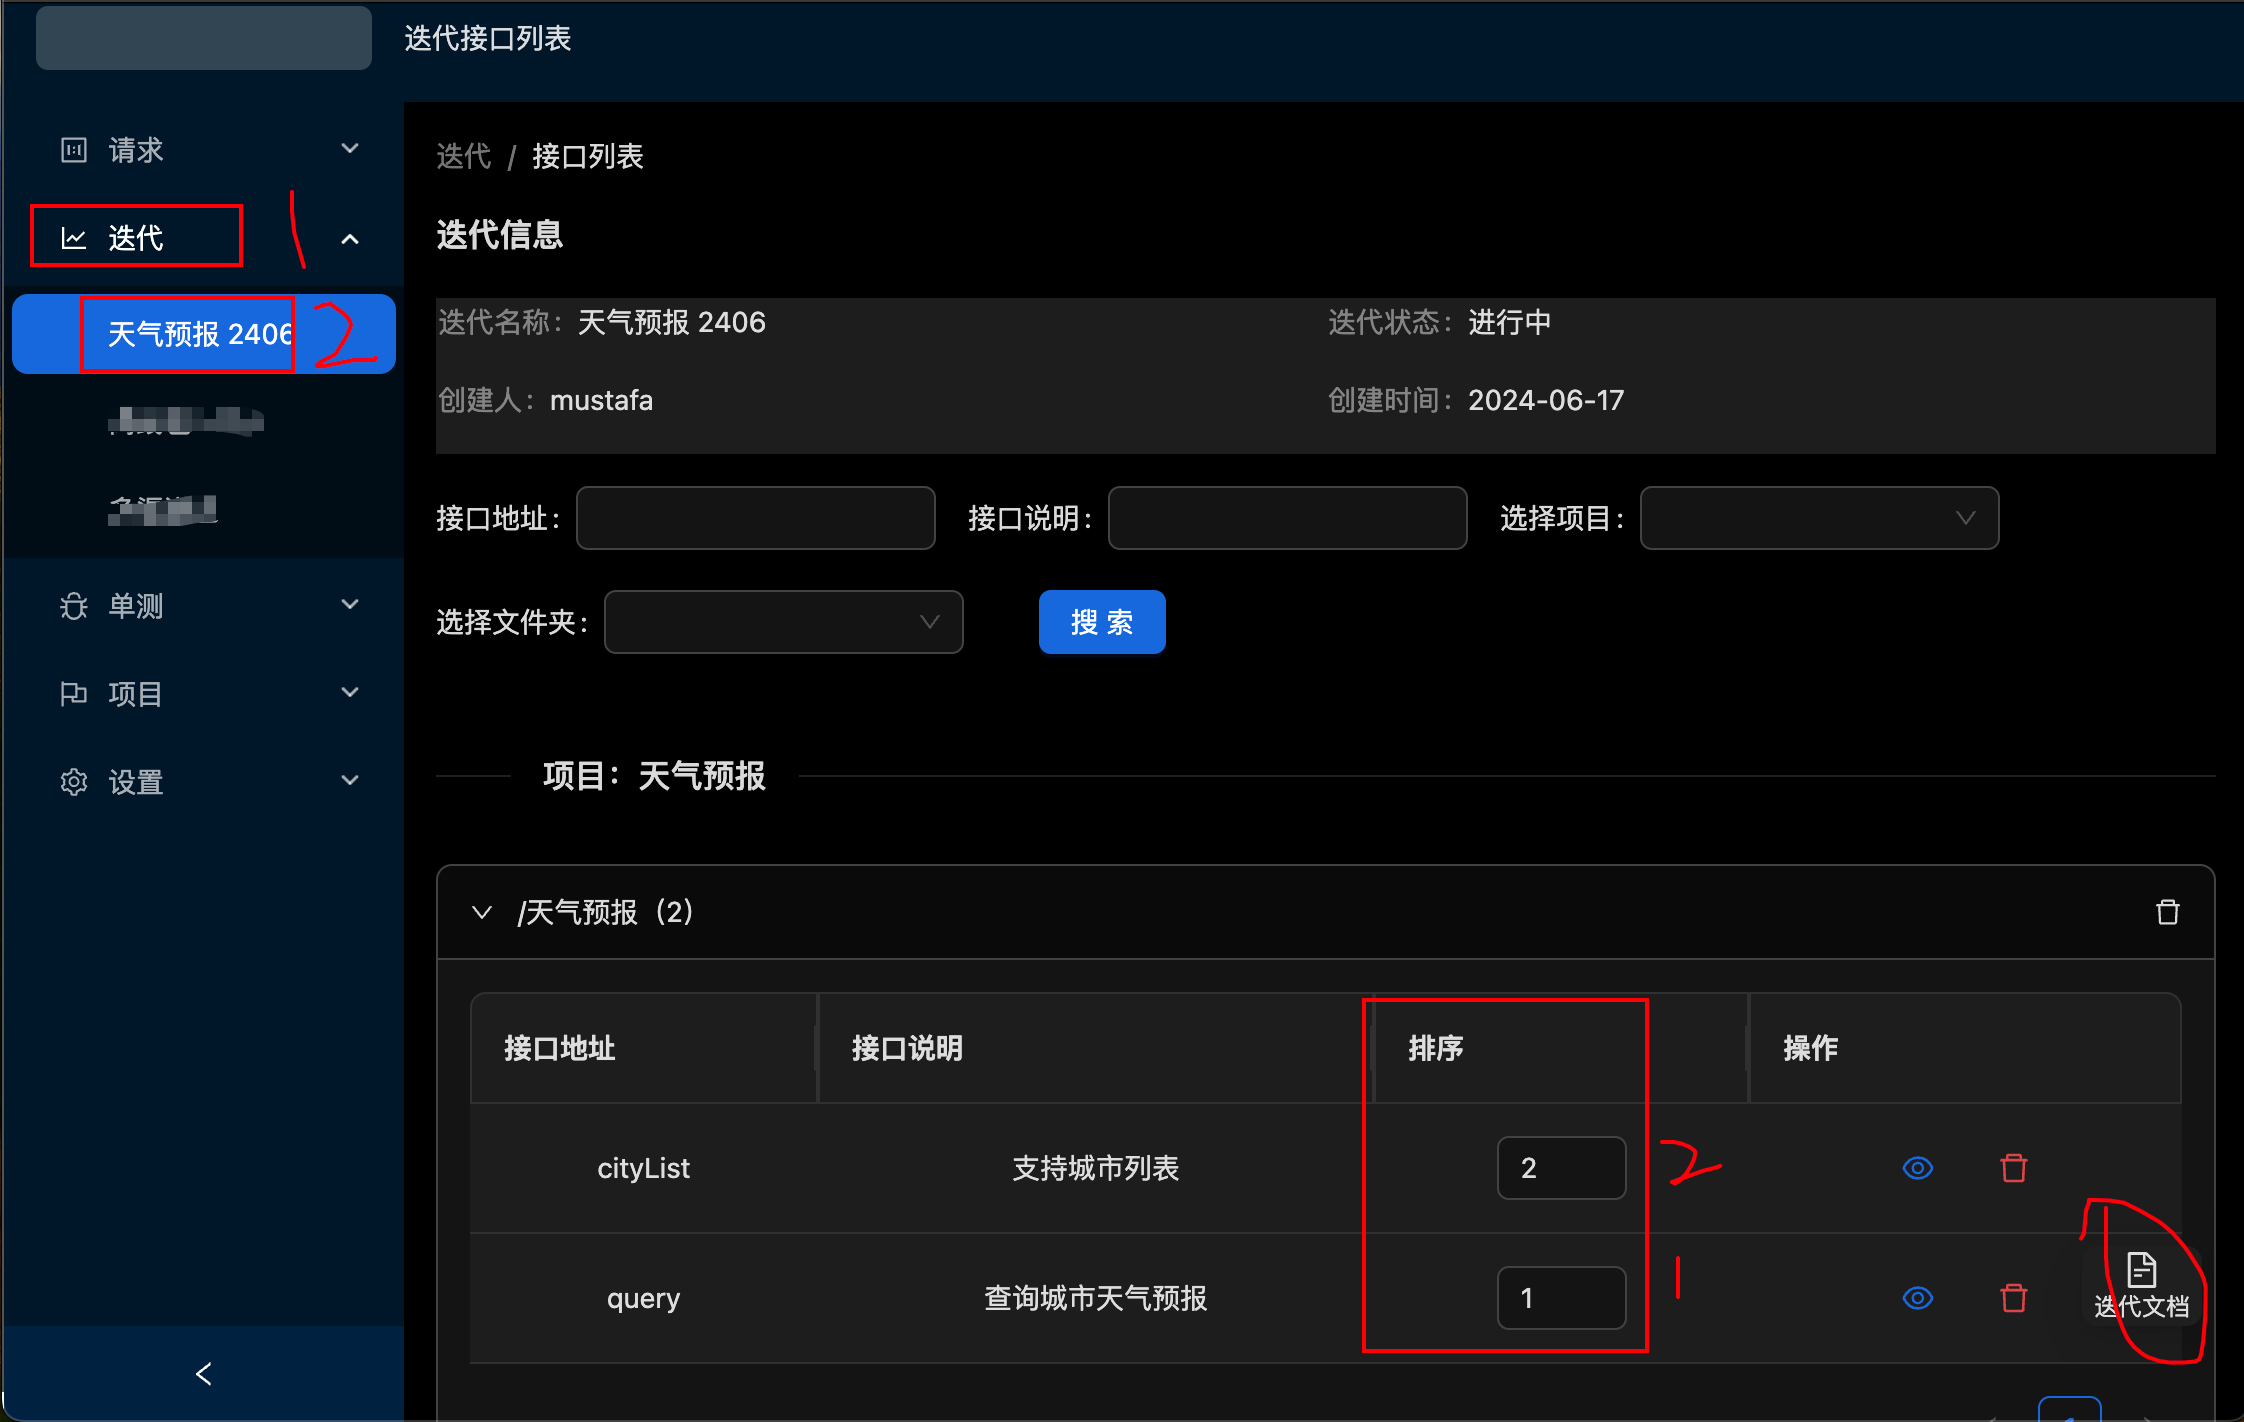 迭代接口列表
请求
迭代
1
天气预报 2406
2
单测
项目
设置
迭代 / 接口列表
迭代信息
迭代名称： 天气预报 2406
迭代状态： 进行中
创建人： mustafa
创建时间： 2024-06-17
接口地址：
接口说明：
选择项目：
选择文件夹：
搜 索
项目：天气预报
/天气预报（2）
接口地址 接口说明 排序 操作
cityList 支持城市列表 2 2
query 查询城市天气预报 1 1
迭代文档